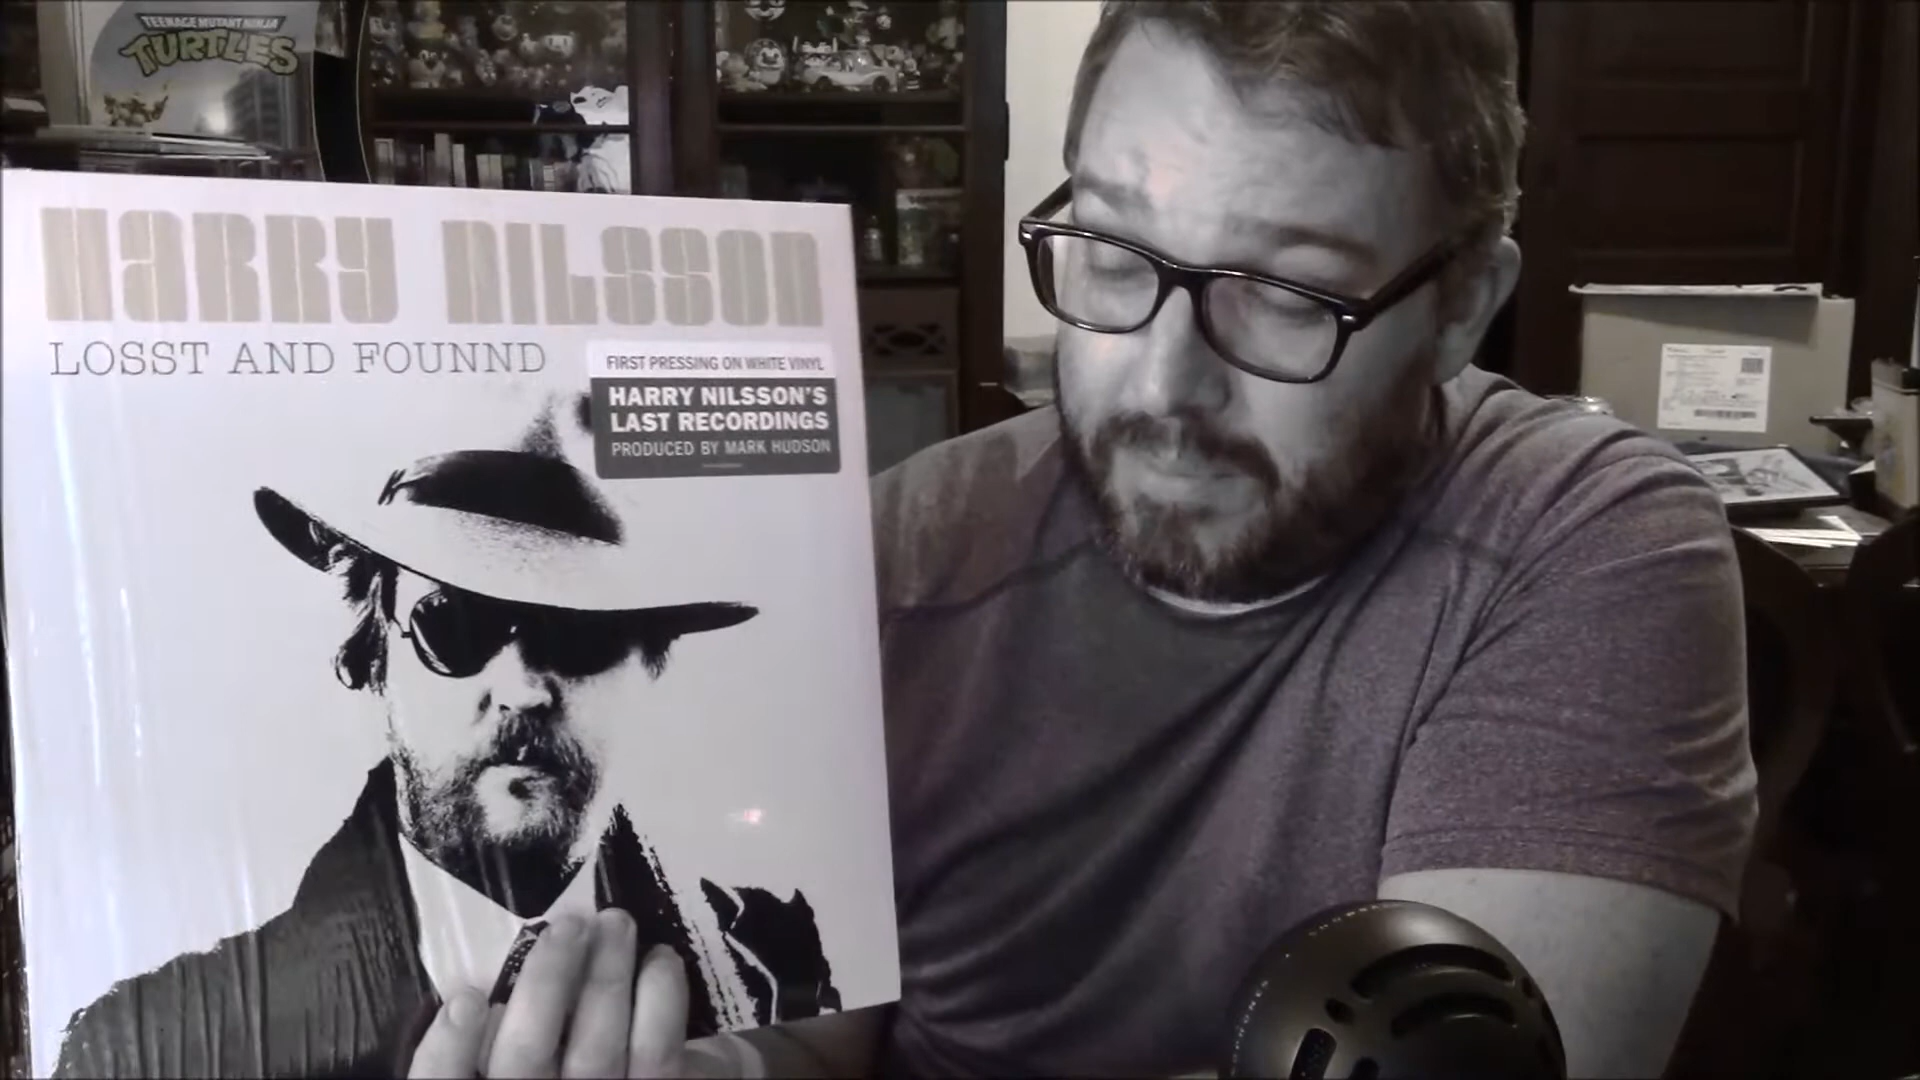 TEENAGE MUTANT NINJA
TURTLES
HARRY NILSSON
LOSST AND FOUNND
FIRST PRESSING ON WHITE VINYL
HARRY NILSSON'S
LAST RECORDINGS
PRODUCED BY MARK HUDSON